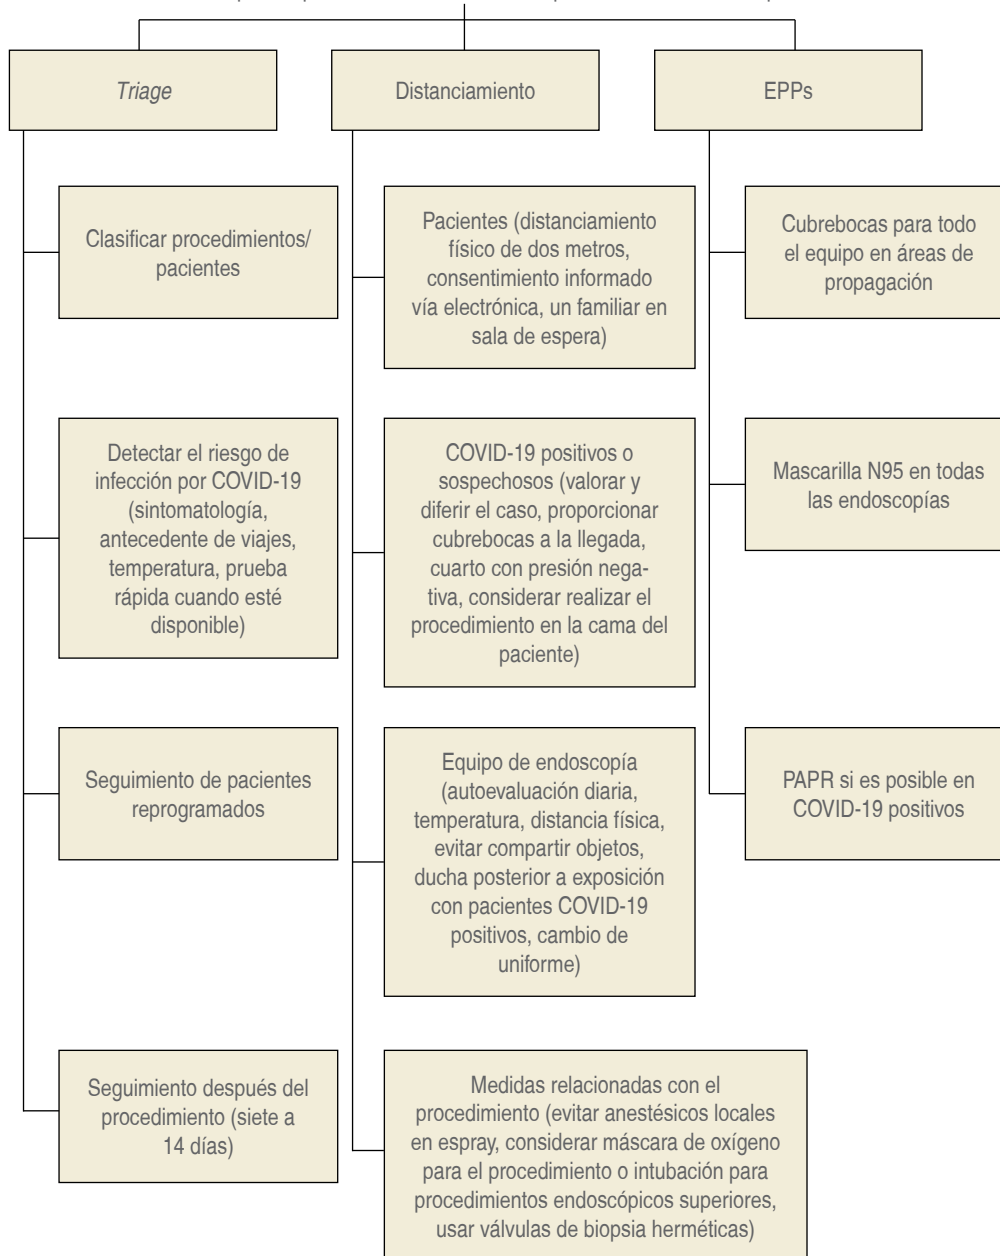 Triage
Clasificar procedimientos/
pacientes
Detectar el riesgo de
infección por COVID-19
(sintomatología,
antecedente de viajes,
temperatura, prueba
rápida cuando esté
disponible)
Seguimiento de pacientes
reprogramados
Seguimiento después del
procedimiento (siete a
14 días)
Distanciamiento
Pacientes (distanciamiento
físico de dos metros,
consentimiento informado
vía electrónica, un familiar en
sala de espera)
COVID-19 positivos o
sospechosos (valorar y
diferir el caso, proporcionar
cubrebocas a la llegada,
cuarto con presión nega-
tiva, considerar realizar el
procedimiento en la cama del
paciente)
Equipo de endoscopía
(autoevaluación diaria,
temperatura, distancia física,
evitar compartir objetos,
ducha posterior a exposición
con pacientes COVID-19
positivos, cambio de
uniforme)
Medidas relacionadas con el
procedimiento (evitar anestésicos locales
en espray, considerar máscara de oxígeno
para el procedimiento o intubación para
procedimientos endoscópicos superiores,
usar válvulas de biopsia herméticas)
EPPs
Cubrebocas para todo
el equipo en áreas de
propagación
Mascarilla N95 en todas
las endoscopías
PAPR si es posible en
COVID-19 positivos